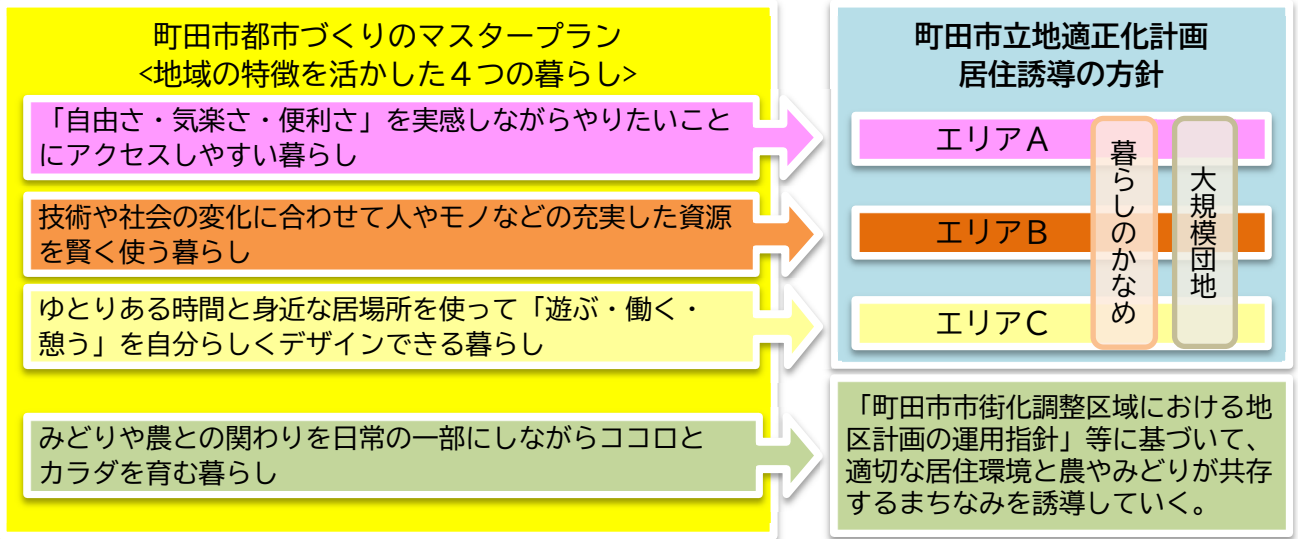 町田市都市づくりのマスタープラン
<地域の特徴を活かした４つの暮らし>
「自由さ・気楽さ・便利さ」を実感しながらやりたいこと
にアクセスしやすい暮らし
技術や社会の変化に合わせて人やモノなどの充実した資源
を賢く使う暮らし
ゆとりある時間と身近な居場所を使って「遊ぶ・働く・
憩う」を自分らしくデザインできる暮らし
みどりや農との関わりを日常の一部にしながらココロと
カラダを育む暮らし
町田市立地適正化計画
居住誘導の方針
エリアＡ
エリアＢ
エリアＣ
暮らしのかなめ
大規模団地
「町田市市街化調整区域における地
区計画の運用指針」等に基づいて、
適切な居住環境と農やみどりが共存
するまちなみを誘導していく。